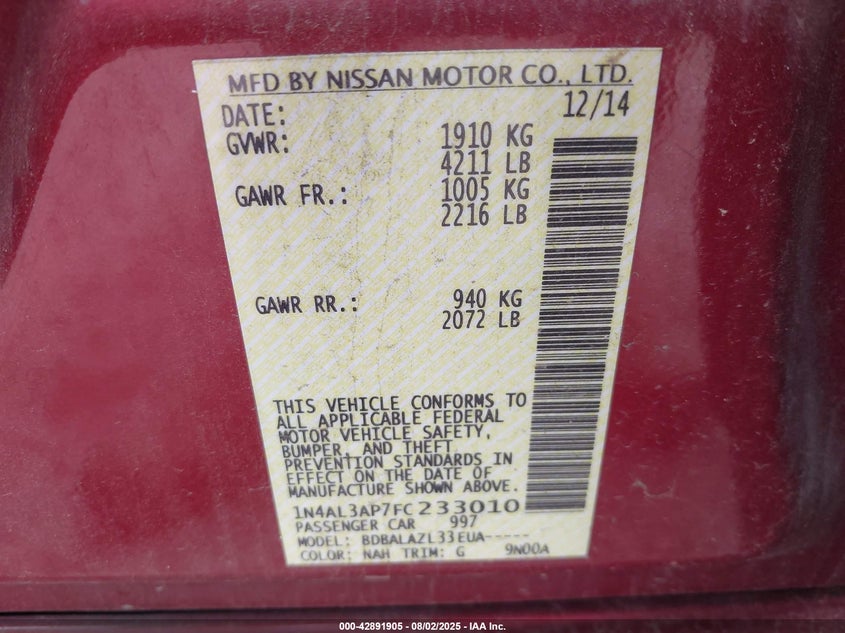 MFD BY NISSAN MOTOR CO., LTD.
DATE: 12/14
GVWR: 1910 KG
4211 LB
GAWR FR.: 1005 KG
2216 LB
GAWR RR.: 940 KG
2072 LB
THIS VEHICLE CONFORMS TO
ALL APPLICABLE FEDERAL
MOTOR VEHICLE SAFETY,
BUMPER, AND THEFT
PREVENTION STANDARDS IN
EFFECT ON THE DATE OF
MANUFACTURE SHOWN ABOVE.
1N4AL3AP7FC233010
PASSENGER CAR 997
MODEL: BDBALAZL33EUA-----
COLOR: NAH TRIM: G 9N00A
000-42891905 - 08/02/2025 - IAA Inc.